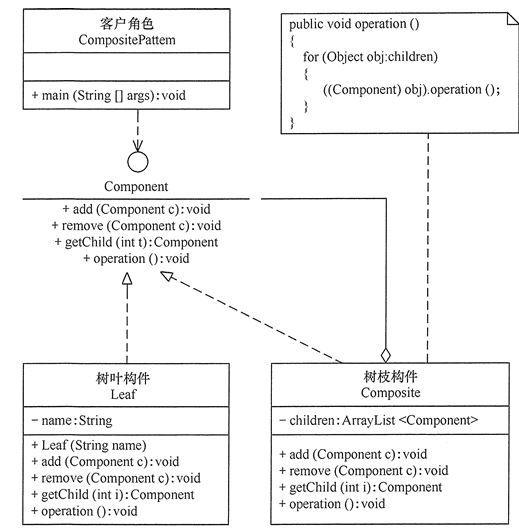 客户角色
CompositePattem
+ main (String [] args): void
public void operation ()
{
for (Object obj:children)
{
((Component) obj).operation ();
}
}
Component
+ add (Component c): void
+ remove (Component c): void
+ getChild (int t): Component
+ operation (): void
树叶构件
Leaf
- name: String
+ Leaf (String name)
+ add (Component c): void
+ remove (Component c): void
+ getChild (int i): Component
+ operation (): void
树枝构件
Composite
- children: ArrayList <Component>
+ add (Component c): void
+ remove (Component c): void
+ getChild (int i): Component
+ operation (): void